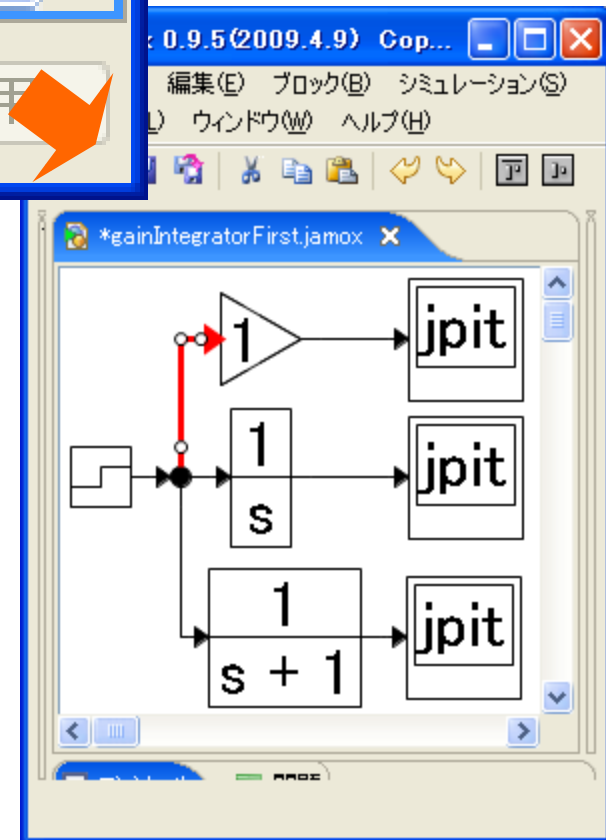 0.9.5(2009.4.9) Cop...
編集(E) ブロック(B) シミュレーション(S)
ウィンドウ(W) ヘルプ(H)
*gainIntegratorFirst.jamox
1
jpit
1
s
jpit
1
s + 1
jpit